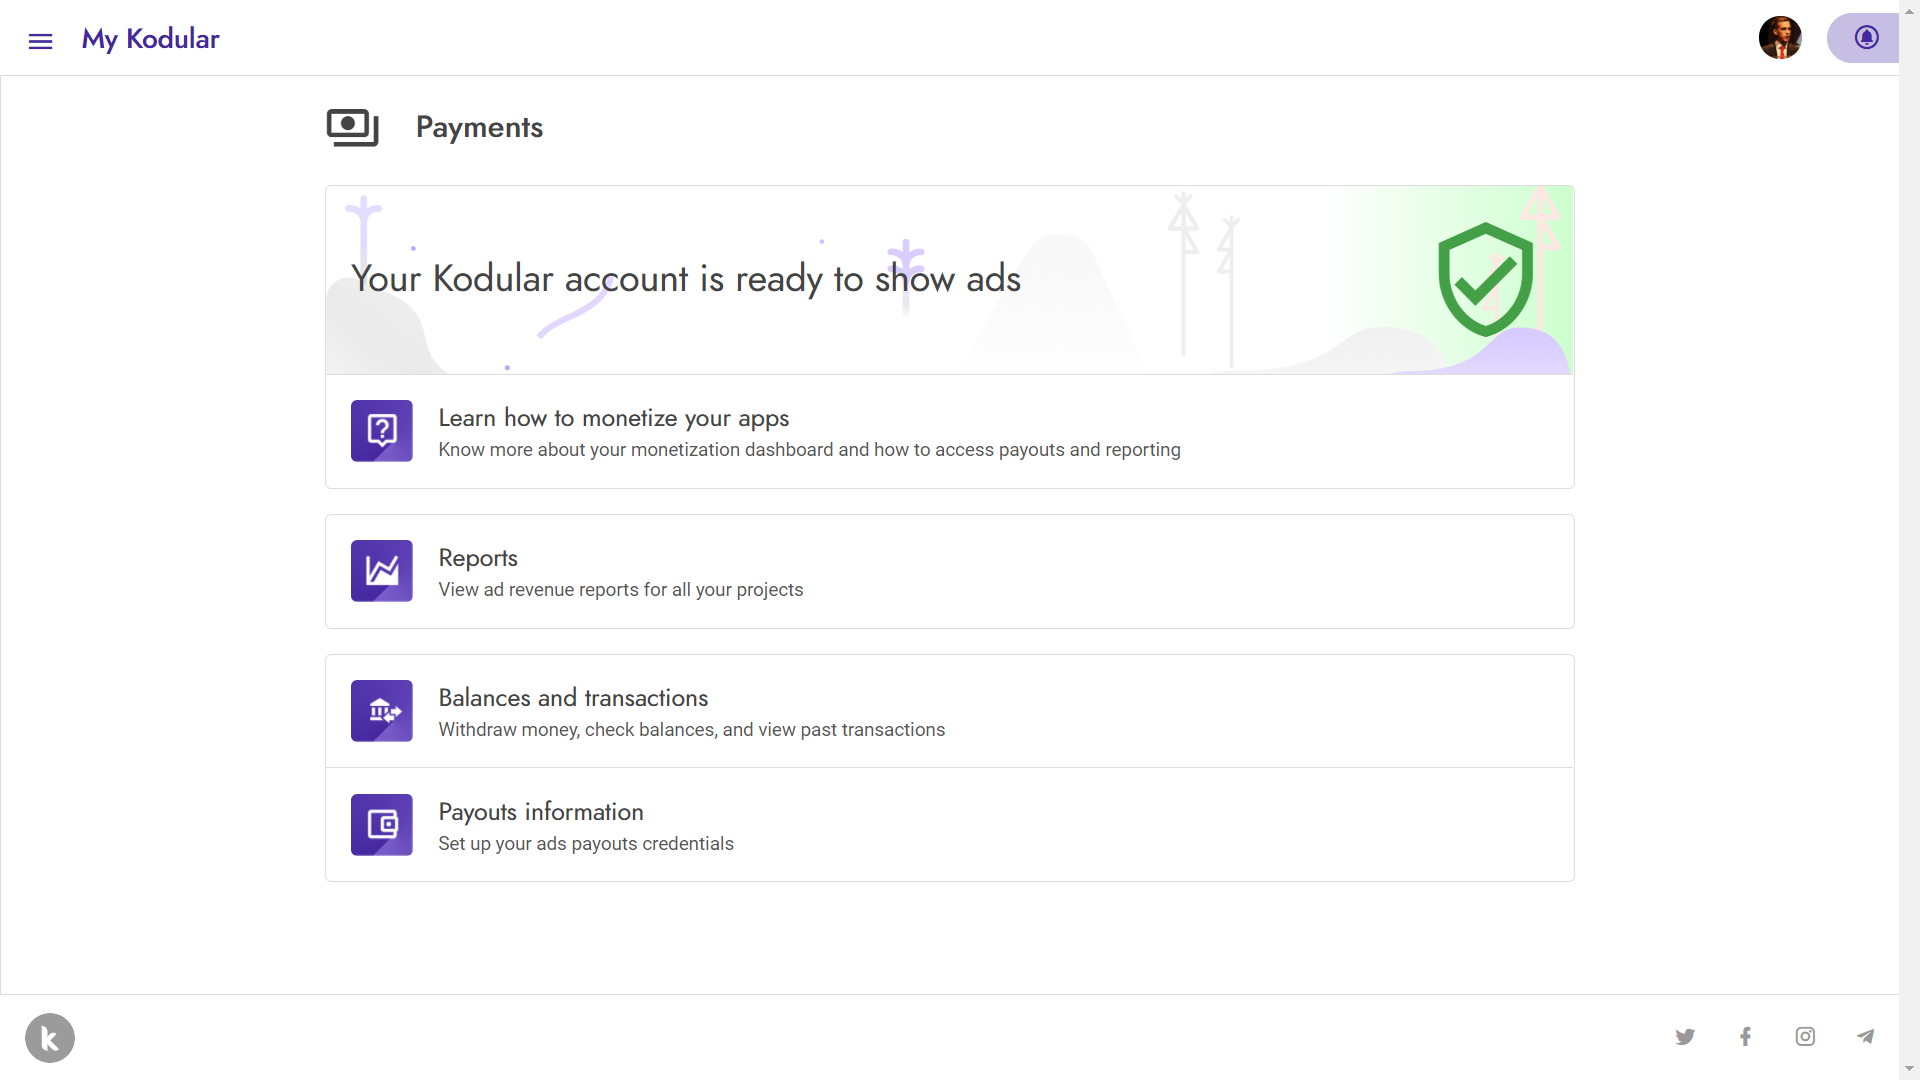 My Kodular
Payments
Your Kodular account is ready to show ads
Learn how to monetize your apps
Know more about your monetization dashboard and how to access payouts and reporting
Reports
View ad revenue reports for all your projects
Balances and transactions
Withdraw money, check balances, and view past transactions
Payouts information
Set up your ads payouts credentials